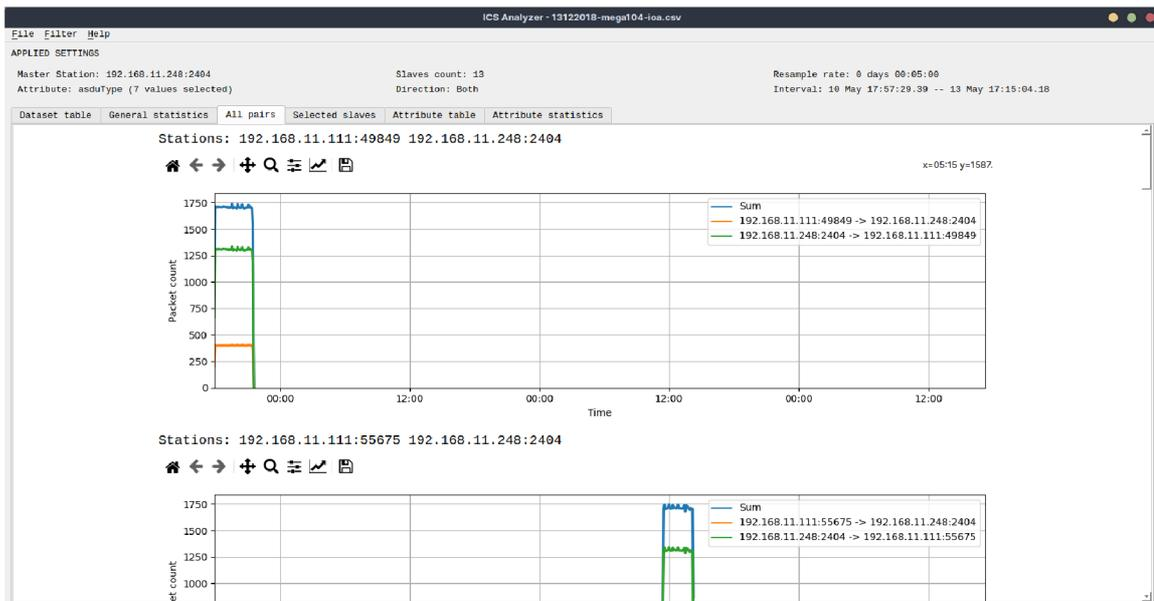 ICS Analyzer - 13122018-mega104-ioa.csv
File Filter Help
APPLIED SETTINGS
Master Station: 192.168.11.248:2404 Slaves count: 13 Resample rate: 0 days 00:05:00
Attribute: asduType (7 values selected) Direction: Both Interval: 10 May 17:57:29.39 -- 13 May 17:15:04.18
Dataset table General statistics All pairs Selected slaves Attribute table Attribute statistics
Stations: 192.168.11.111:49849 192.168.11.248:2404
x=05:15 y=1587.
Sum
192.168.11.111:49849 -> 192.168.11.248:2404
192.168.11.248:2404 -> 192.168.11.111:49849
Packet count
1750
1500
1250
1000
750
500
250
0
00:00 12:00 00:00 12:00 00:00 12:00
Time
Stations: 192.168.11.111:55675 192.168.11.248:2404
Sum
192.168.11.111:55675 -> 192.168.11.248:2404
192.168.11.248:2404 -> 192.168.11.111:55675
1750
1500
1250
1000
et count